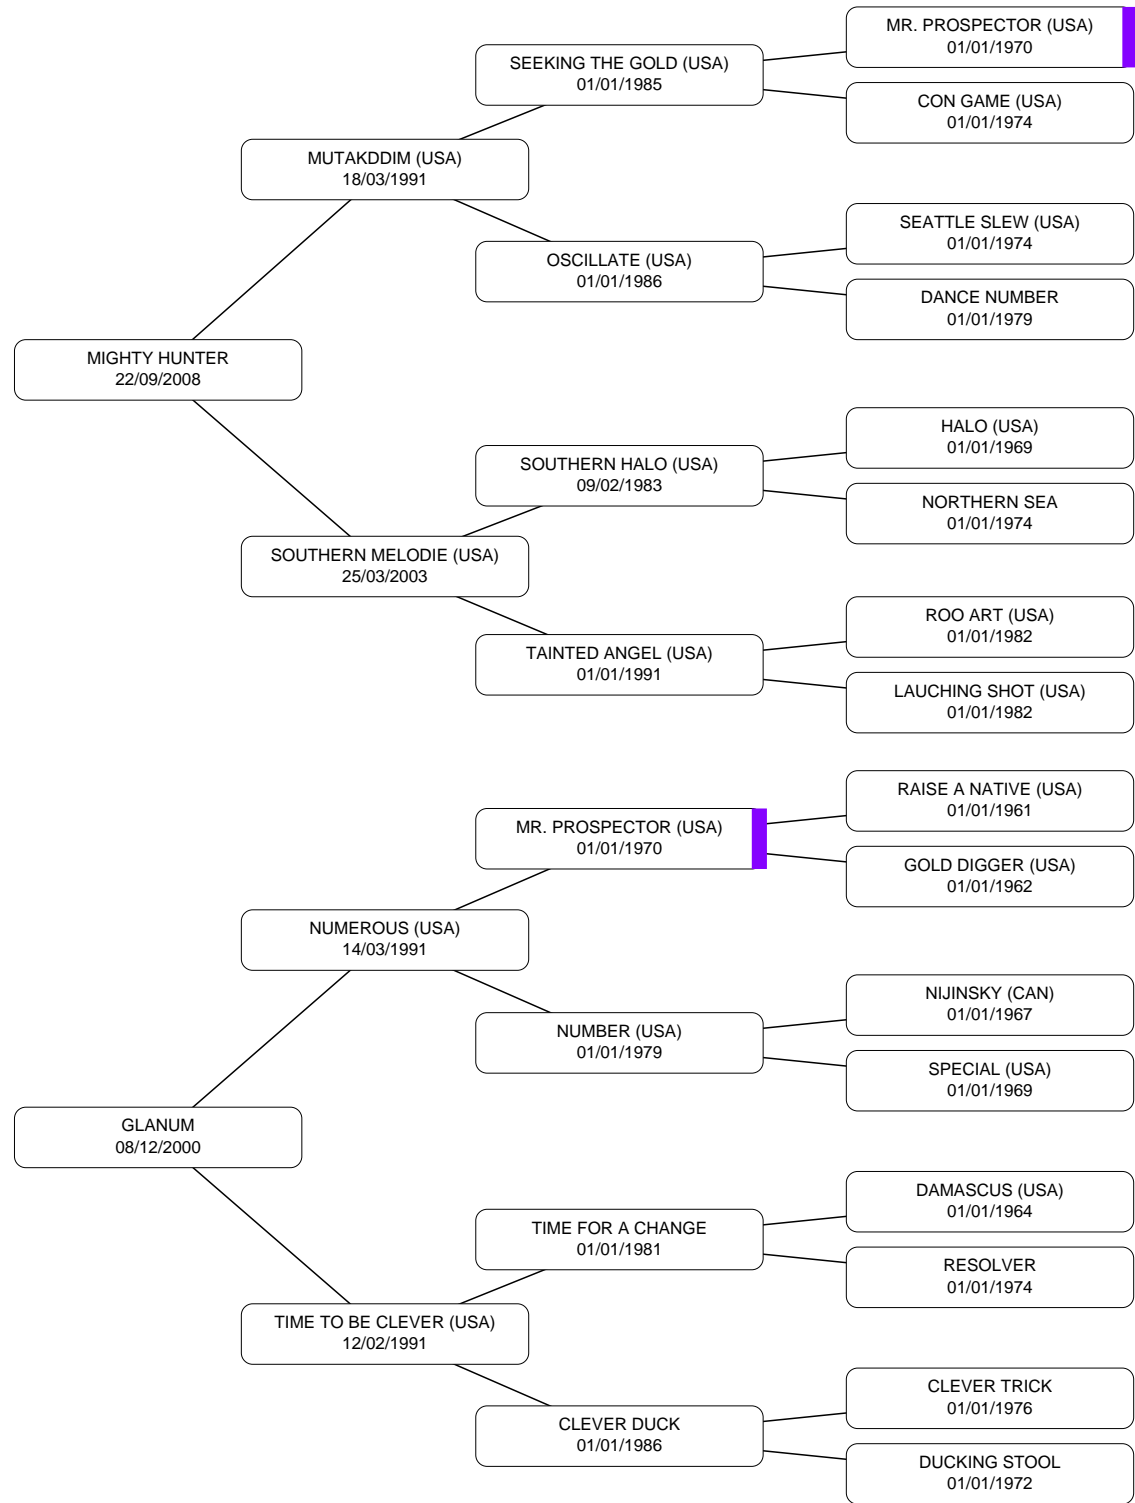 MR. PROSPECTOR (USA)
01/01/1970
SEEKING THE GOLD (USA)
01/01/1985
CON GAME (USA)
01/01/1974
MUTAKDDIM (USA)
18/03/1991
SEATTLE SLEW (USA)
01/01/1974
OSCILLATE (USA)
01/01/1986
DANCE NUMBER
01/01/1979
MIGHTY HUNTER
22/09/2008
HALO (USA)
01/01/1969
SOUTHERN HALO (USA)
09/02/1983
NORTHERN SEA
01/01/1974
SOUTHERN MELODIE (USA)
25/03/2003
ROO ART (USA)
01/01/1982
TAINTED ANGEL (USA)
01/01/1991
LAUCHING SHOT (USA)
01/01/1982
RAISE A NATIVE (USA)
01/01/1961
MR. PROSPECTOR (USA)
01/01/1970
GOLD DIGGER (USA)
01/01/1962
NUMEROUS (USA)
14/03/1991
NIJINSKY (CAN)
01/01/1967
NUMBER (USA)
01/01/1979
SPECIAL (USA)
01/01/1969
GLANUM
08/12/2000
DAMASCUS (USA)
01/01/1964
TIME FOR A CHANGE
01/01/1981
RESOLVER
01/01/1974
TIME TO BE CLEVER (USA)
12/02/1991
CLEVER TRICK
01/01/1976
CLEVER DUCK
01/01/1986
DUCKING STOOL
01/01/1972